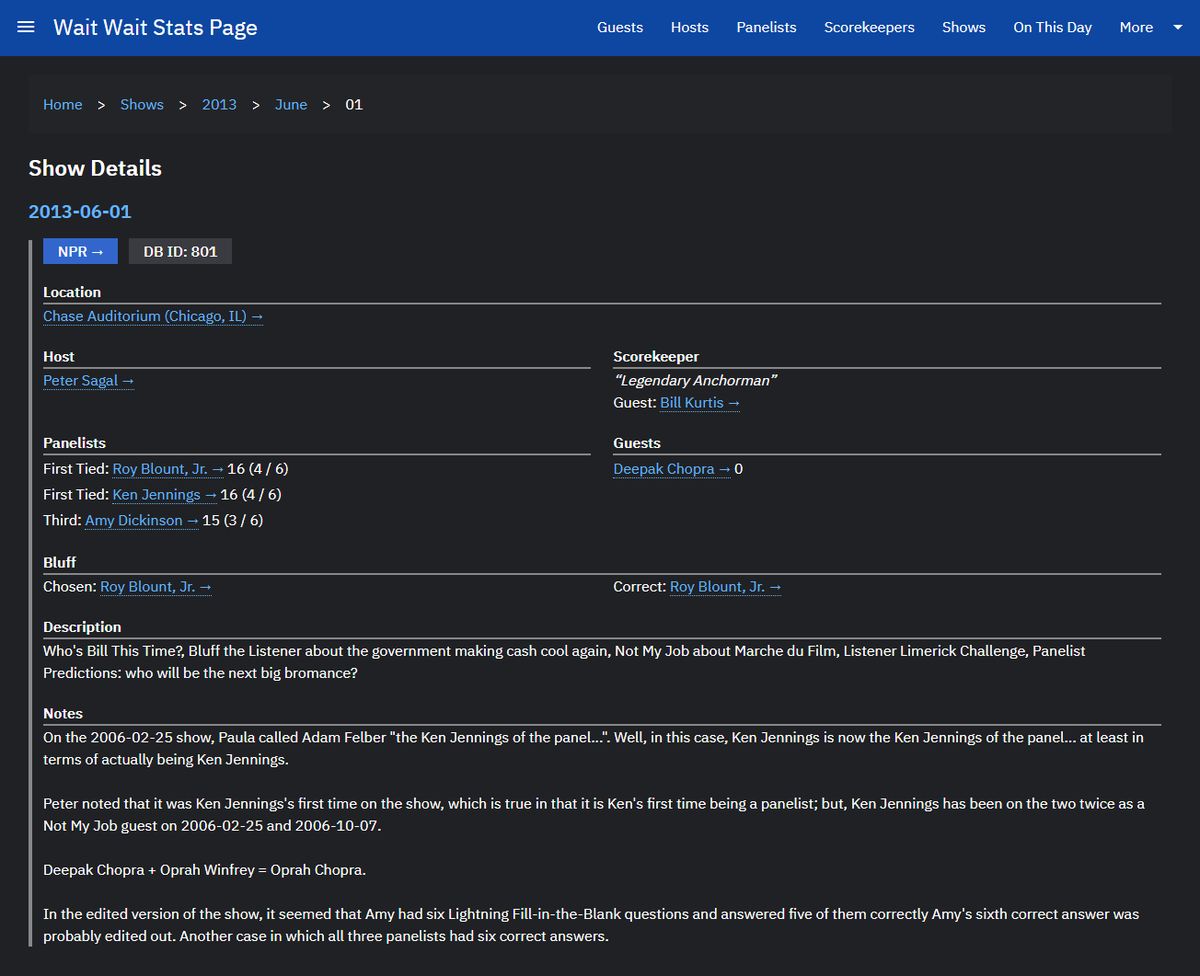 Wait Wait Stats Page
Guests Hosts Panelists Scorekeepers Shows On This Day More
Home > Shows > 2013 > June > 01
Show Details
2013-06-01
NPR → DB ID: 801
Location
Chase Auditorium (Chicago, IL) →
Host
Peter Sagal →
Scorekeeper
“Legendary Anchorman”
Guest: Bill Kurtis →
Panelists
First Tied: Roy Blount, Jr. → 16 (4 / 6)
First Tied: Ken Jennings → 16 (4 / 6)
Third: Amy Dickinson → 15 (3 / 6)
Guests
Deepak Chopra → 0
Bluff
Chosen: Roy Blount, Jr. →
Correct: Roy Blount, Jr. →
Description
Who's Bill This Time?, Bluff the Listener about the government making cash cool again, Not My Job about Marche du Film, Listener Limerick Challenge, Panelist
Predictions: who will be the next big bromance?
Notes
On the 2006-02-25 show, Paula called Adam Felber "the Ken Jennings of the panel...". Well, in this case, Ken Jennings is now the Ken Jennings of the panel... at least in
terms of actually being Ken Jennings.
Peter noted that it was Ken Jennings's first time on the show, which is true in that it is Ken's first time being a panelist; but, Ken Jennings has been on the two twice as a
Not My Job guest on 2006-02-25 and 2006-10-07.
Deepak Chopra + Oprah Winfrey = Oprah Chopra.
In the edited version of the show, it seemed that Amy had six Lightning Fill-in-the-Blank questions and answered five of them correctly Amy's sixth correct answer was
probably edited out. Another case in which all three panelists had six correct answers.